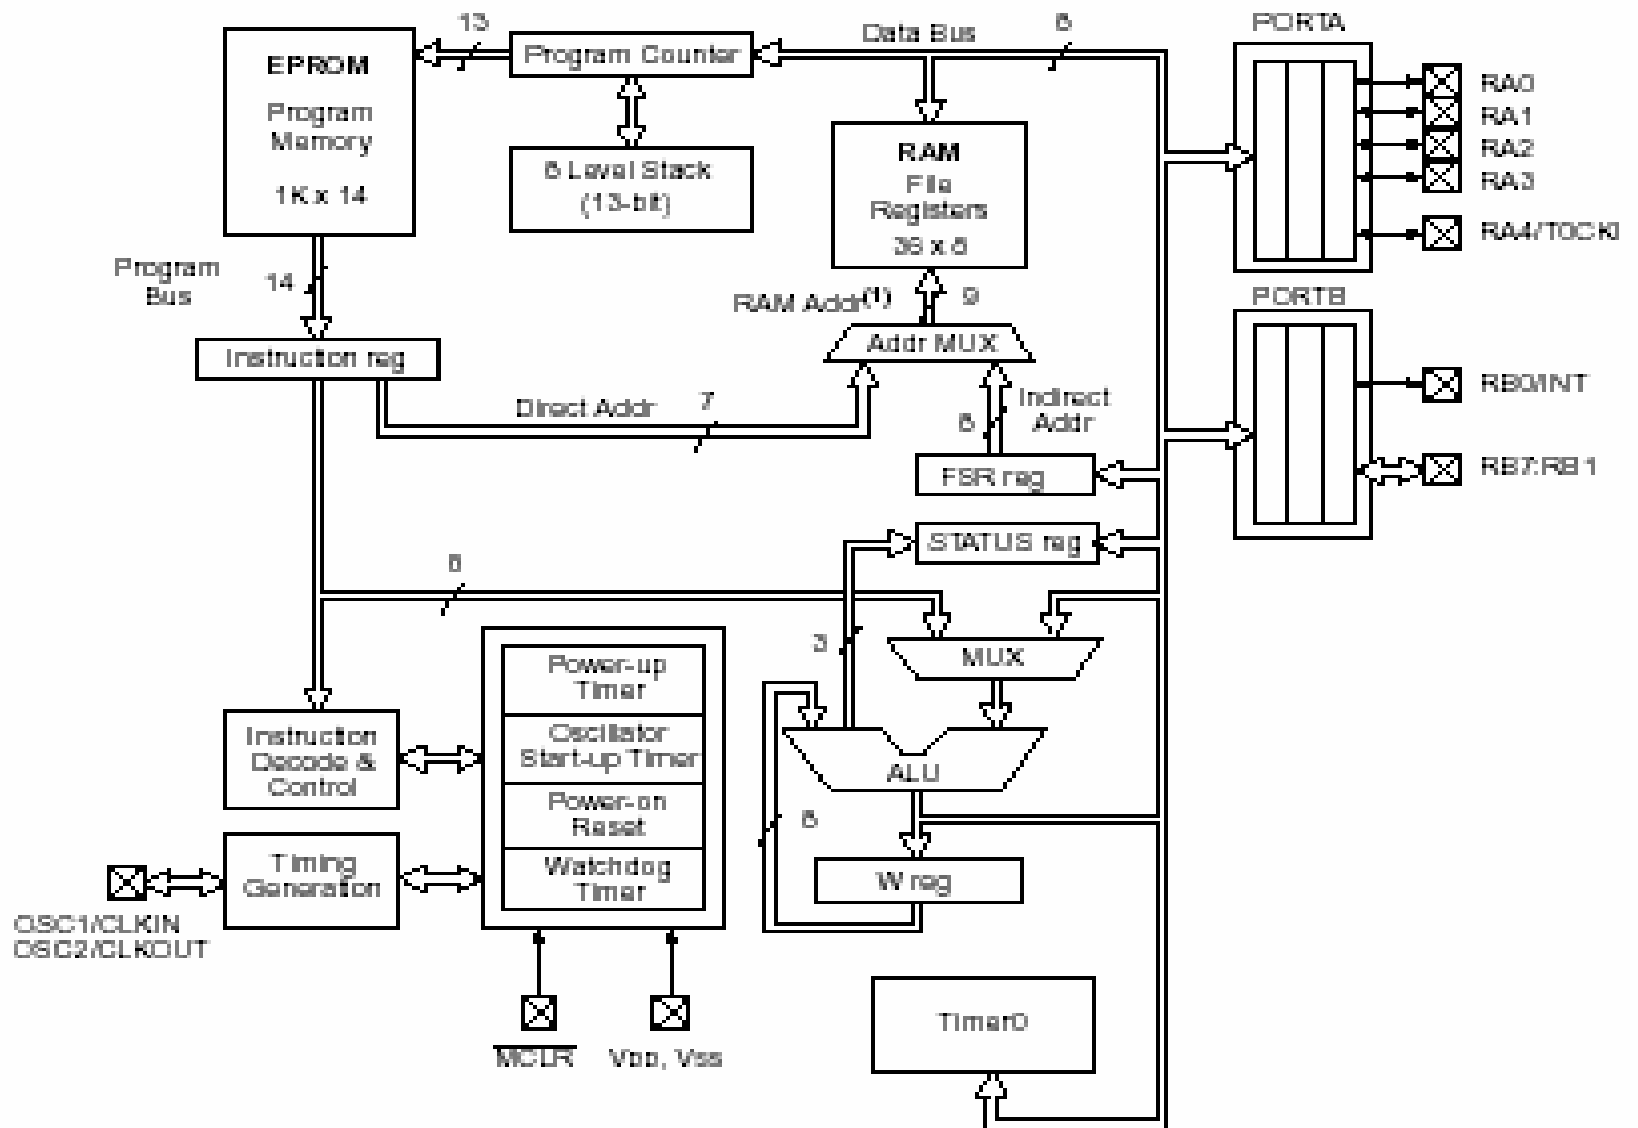 13
Data Bus
8
PORTA
EPROM
Program
Memory
1K x 14
Program Counter
8 Level Stack
(13-bit)
RAM
File
Registers
36 x 8
RA0
RA1
RA2
RA3
RA4/T0CKI
Program
Bus
14
RAM Addr(1)
9
PORTB
Instruction reg
Addr MUX
Direct Addr
7
Indirect
Addr
8
RB0/INT
FSR reg
RB7:RB1
STATUS reg
8
3
MUX
Power-up
Timer
Instruction
Decode &
Control
Oscillator
Start-up Timer
ALU
Power-on
Reset
8
Timing
Generation
Watchdog
Timer
W reg
OSC1/CLKIN
OSC2/CLKOUT
MCLR
VDD, VSS
Timer0